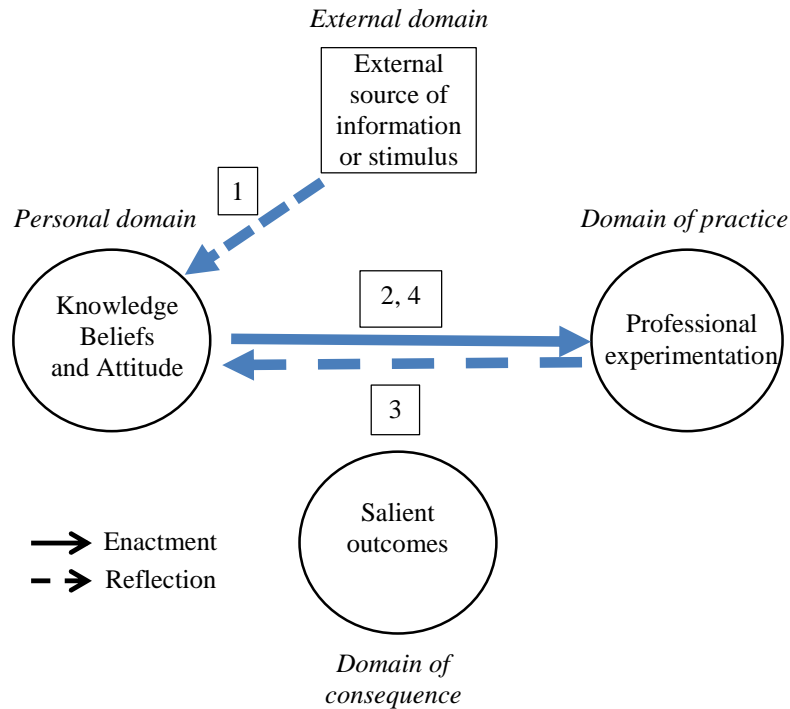 External domain
External
source of
information
or stimulus
1
Personal domain
Domain of practice
Knowledge
Beliefs
and Attitude
2, 4
Professional
experimentation
3
Salient
outcomes
Enactment
Reflection
Domain of
consequence